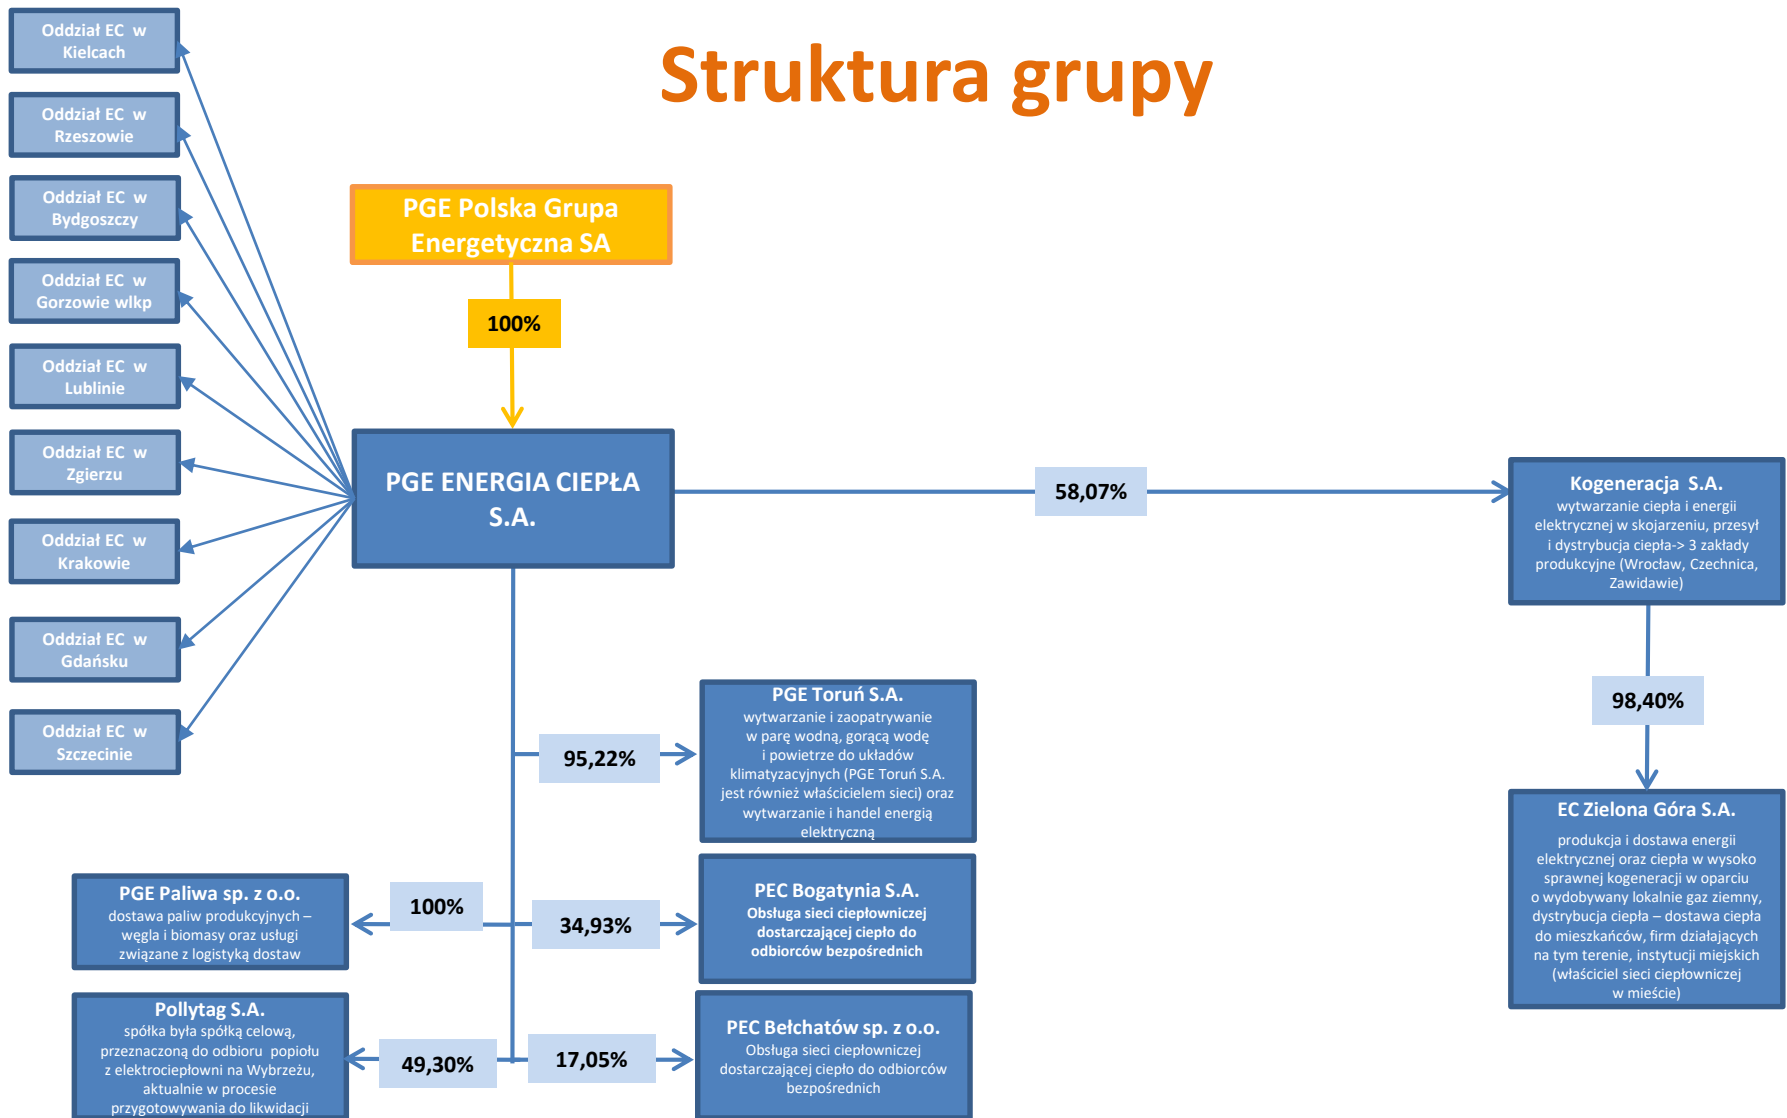 Struktura grupy
Oddział EC w
Kielcach
Oddział EC w
Rzeszowie
Oddział EC w
Bydgoszczy
Oddział EC w
Gorzowie wlkp
Oddział EC w
Lublinie
Oddział EC w
Zgierzu
Oddział EC w
Krakowie
Oddział EC w
Gdańsku
Oddział EC w
Szczecinie
PGE Polska Grupa
Energetyczna SA
100%
PGE ENERGIA CIEPŁA
S.A.
58,07%
Kogeneracja S.A.
wytwarzanie ciepła i energii
elektrycznej w skojarzeniu, przesył
i dystrybucja ciepła-> 3 zakłady
produkcyjne (Wrocław, Czechnica,
Zawidawie)
98,40%
EC Zielona Góra S.A.
produkcja i dostawa energii
elektrycznej oraz ciepła w wysoko
sprawnej kogeneracji w oparciu
o wydobywany lokalnie gaz ziemny,
dystrybucja ciepła – dostawa ciepła
do mieszkańców, firm działających
na tym terenie, instytucji miejskich
(właściciel sieci ciepłowniczej
w mieście)
95,22%
PGE Toruń S.A.
wytwarzanie i zaopatrywanie
w parę wodną, gorącą wodę
i powietrze do układów
klimatyzacyjnych (PGE Toruń S.A.
jest również właścicielem sieci) oraz
wytwarzanie i handel energią
elektryczną
PGE Paliwa sp. z o.o.
dostawa paliw produkcyjnych –
węgla i biomasy oraz usługi
związane z logistyką dostaw
100%
34,93%
PEC Bogatynia S.A.
Obsługa sieci ciepłowniczej
dostarczającej ciepło do
odbiorców bezpośrednich
Pollytag S.A.
spółka była spółką celową,
przeznaczoną do odbioru popiołu
z elektrociepłowni na Wybrzeżu,
aktualnie w procesie
przygotowywania do likwidacji
49,30%
17,05%
PEC Bełchatów sp. z o.o.
Obsługa sieci ciepłowniczej
dostarczającej ciepło do odbiorców
bezpośrednich